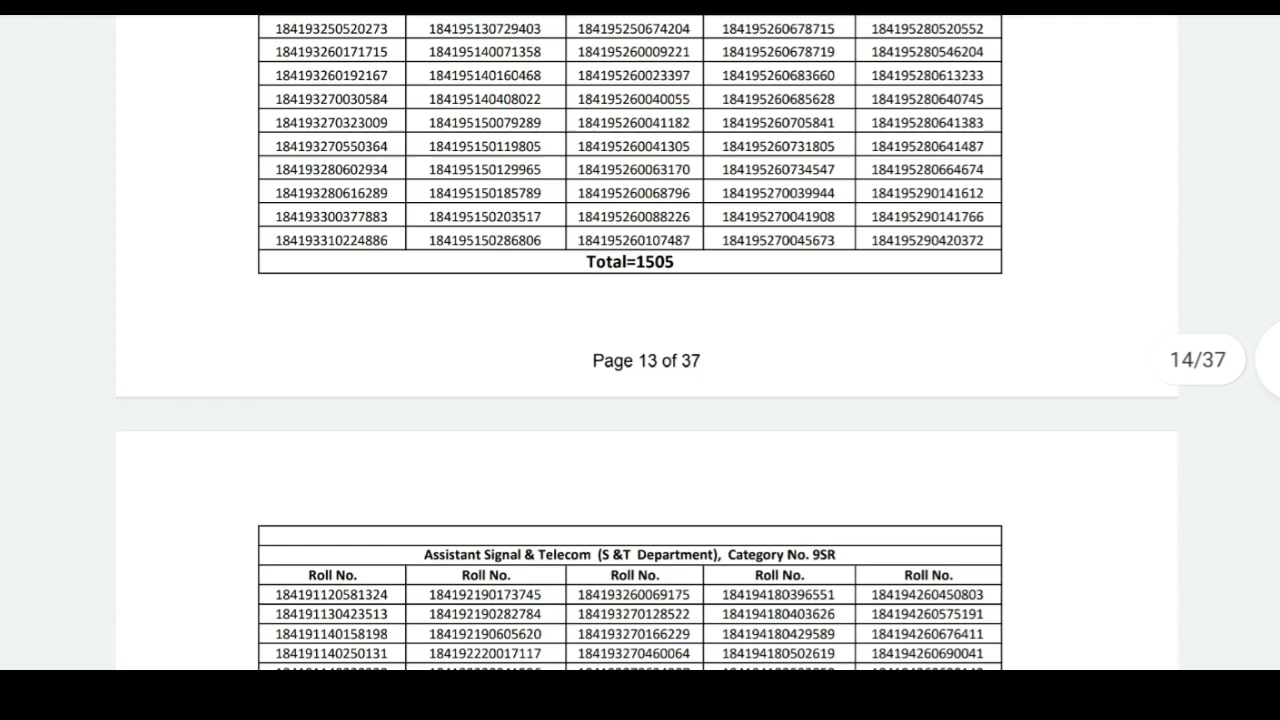 184193250520273 184195130729403 184195250674204 184195260678715 184195280520552
184193260171715 184195140071358 184195260009221 184195260678719 184195280546204
184193260192167 184195140160468 184195260023397 184195260683660 184195280613233
184193270030584 184195140408022 184195260040055 184195260685628 184195280640745
184193270323009 184195150079289 184195260041182 184195260705841 184195280641383
184193270550364 184195150119805 184195260041305 184195260731805 184195280641487
184193280602934 184195150129965 184195260063170 184195260734547 184195280664674
184193280616289 184195150185789 184195260068796 184195270039944 184195290141612
184193300377883 184195150203517 184195260088226 184195270041908 184195290141766
184193310224886 184195150286806 184195260107487 184195270045673 184195290420372
Total=1505
Page 13 of 37
14/37
Assistant Signal & Telecom (S &T Department), Category No. 9SR
Roll No. Roll No. Roll No. Roll No. Roll No.
184191120581324 184192190173745 184193260069175 184194180396551 184194260450803
184191130423513 184192190282784 184193270128522 184194180403626 184194260575191
184191140158198 184192190605620 184193270166229 184194180429589 184194260676411
184191140250131 184192220017117 184193270460064 184194180502619 184194260690041